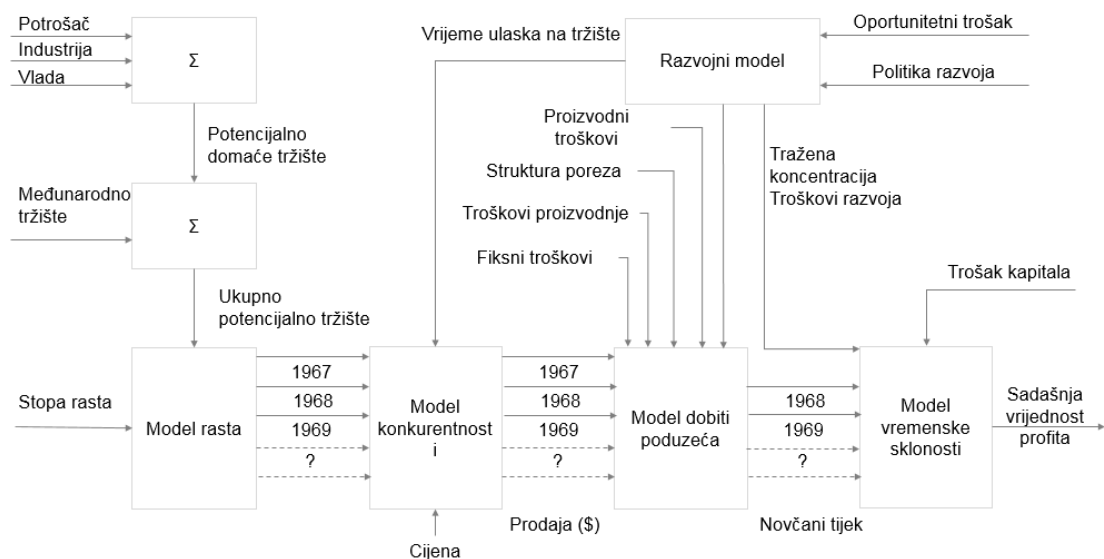 Potrošač
Industrija
Vlada
Σ
Vrijeme ulaska na tržište
Razvojni model
Oportunitetni trošak
Politika razvoja
Potencijalno
domaće tržište
Proizvodni
troškovi
Struktura poreza
Troškovi proizvodnje
Fiksni troškovi
Tražena
koncentracija
Troškovi razvoja
Međunarodno
tržište
Σ
Trošak kapitala
Ukupno
potencijalno tržište
Stopa rasta
Model rasta
1967
1968
1969
?
Model
konkurentnost
i
1967
1968
1969
?
Model dobiti
poduzeća
1968
1969
?
Model
vremenske
sklonosti
Sadašnja
vrijednost
profita
Cijena
Prodaja ($)
Novčani tijek